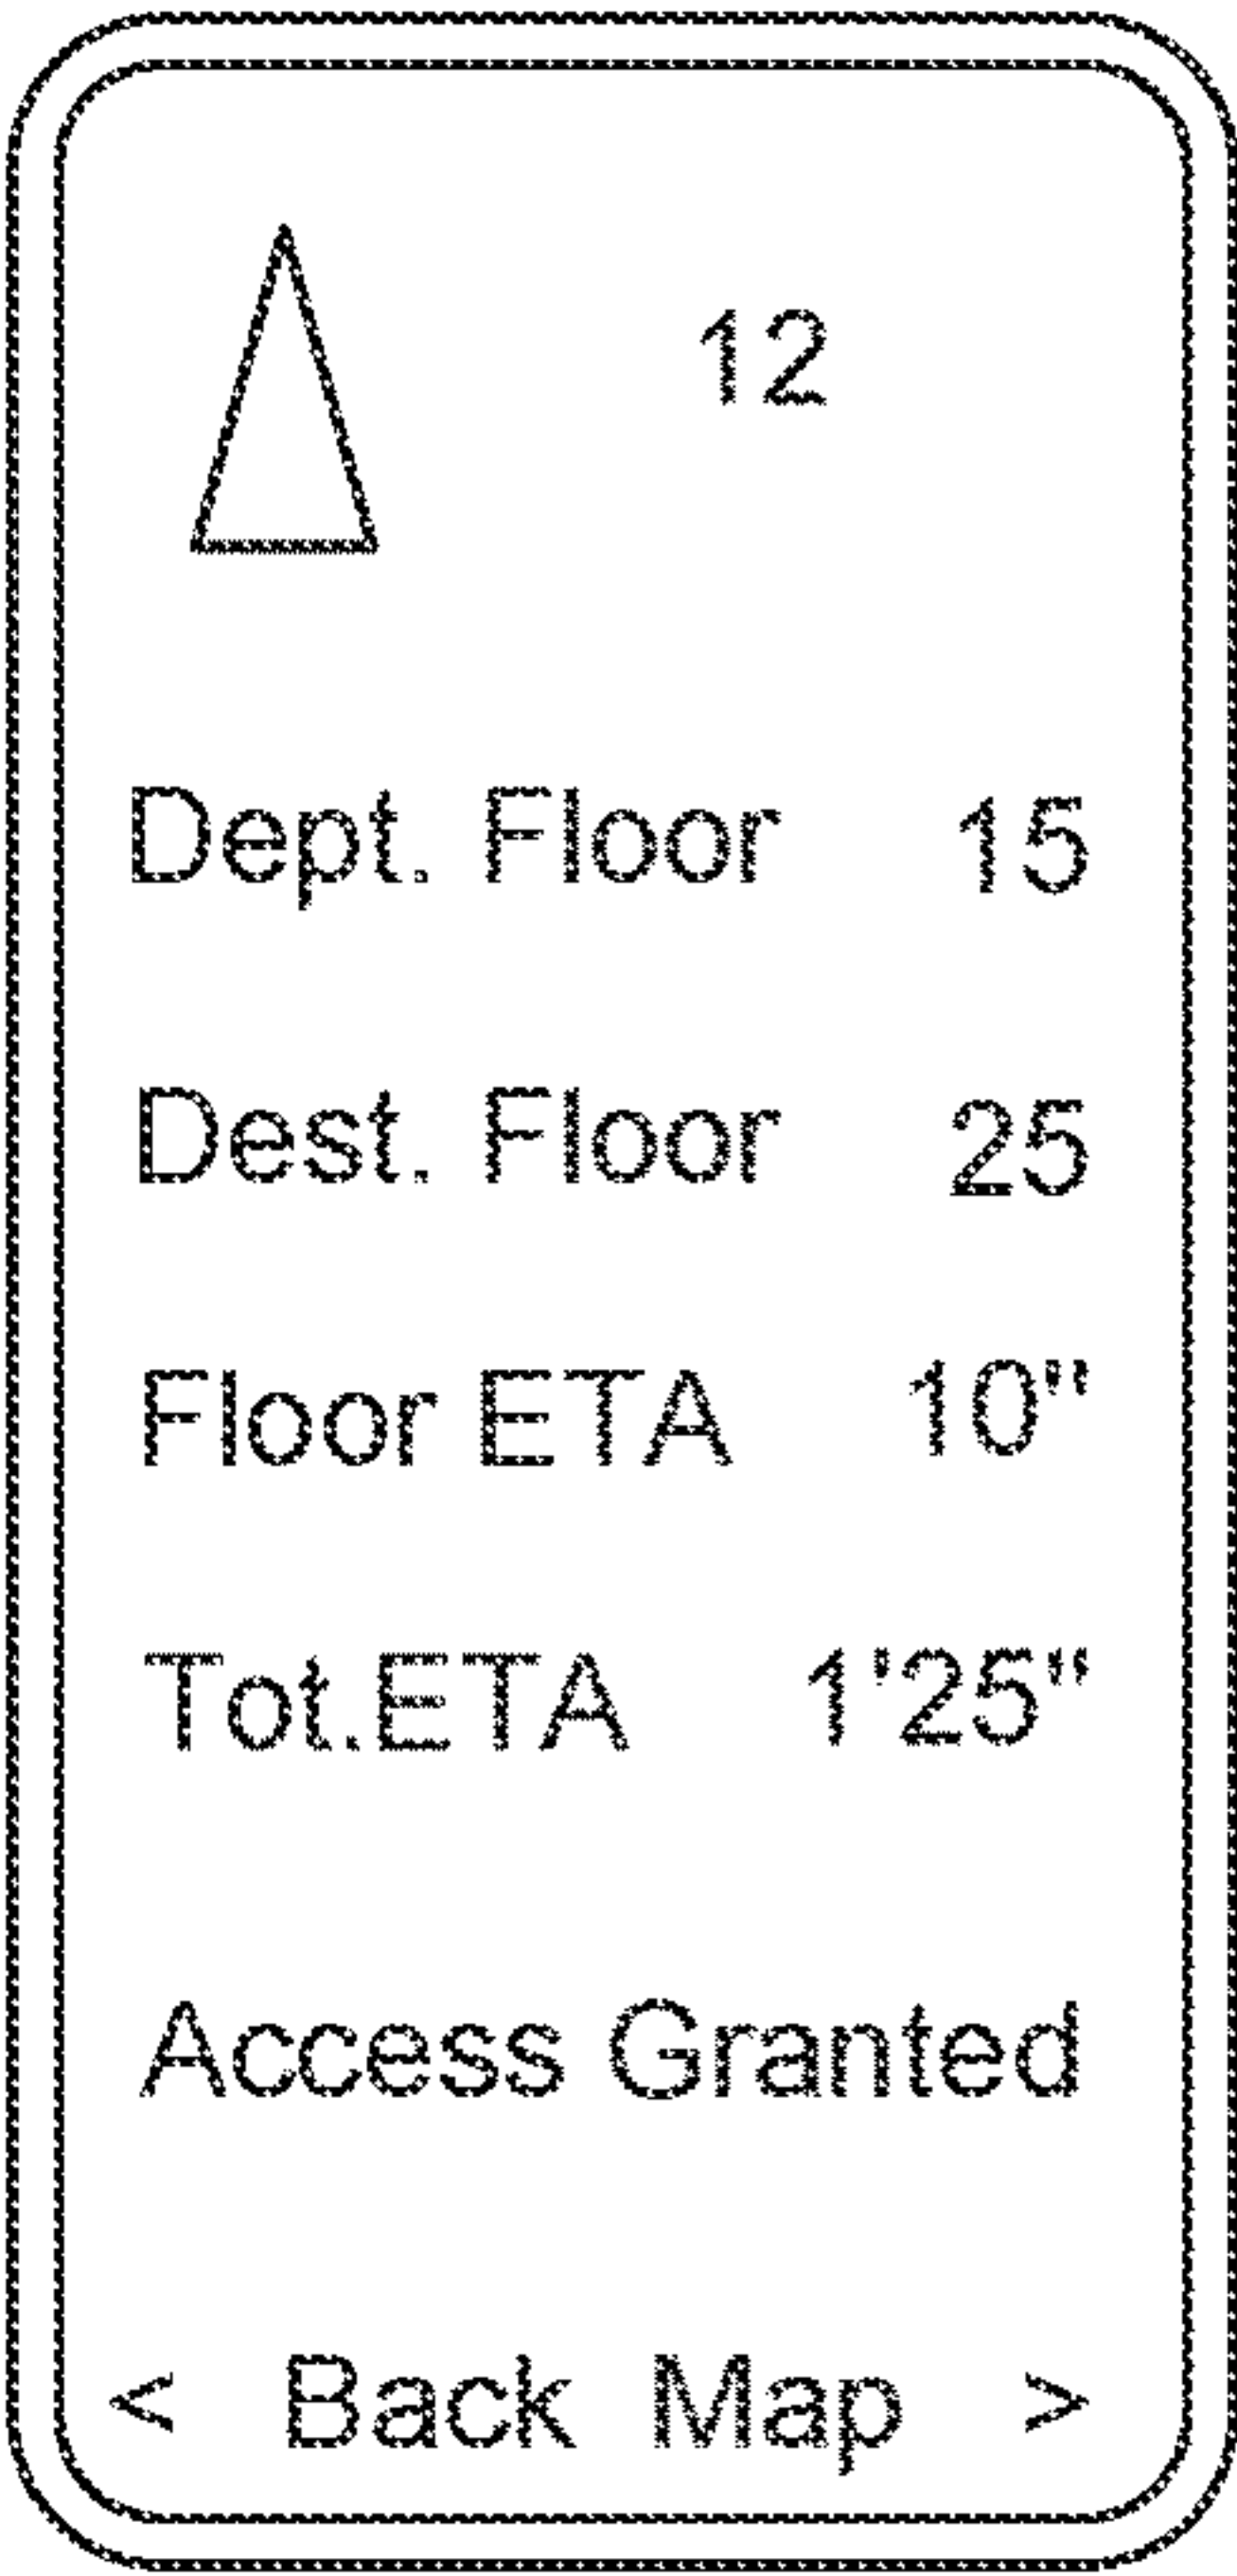 12
Dept. Floor 15
Dest. Floor 25
Floor ETA 10"
Tot.ETA 1'25"
Access Granted
< Back Map >